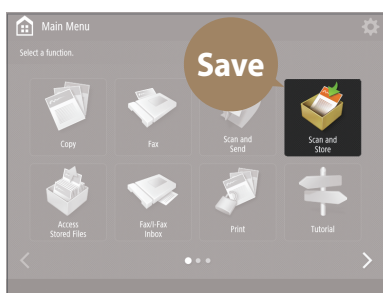 Main Menu
Select a function.
Save
Copy
Fax
Scan and
Send
Scan and
Store
Access
Stored Files
Fax/I-Fax
Inbox
Print
Tutorial